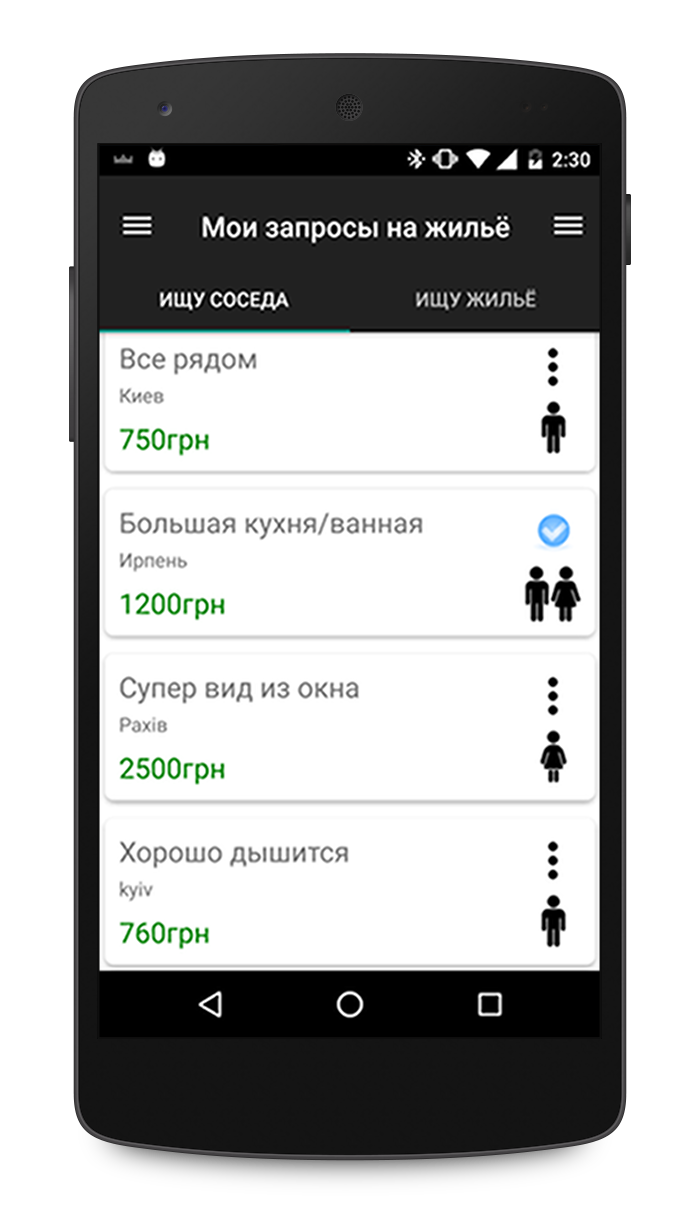 2:30
Мои запросы на жильё
ИЩУ СОСЕДА
ИЩУ ЖИЛЬЁ
Все рядом
Киев
750грн
Большая кухня/ванная
Ирпень
1200грн
Супер вид из окна
Рахів
2500грн
Хорошо дышится
kyiv
760грн